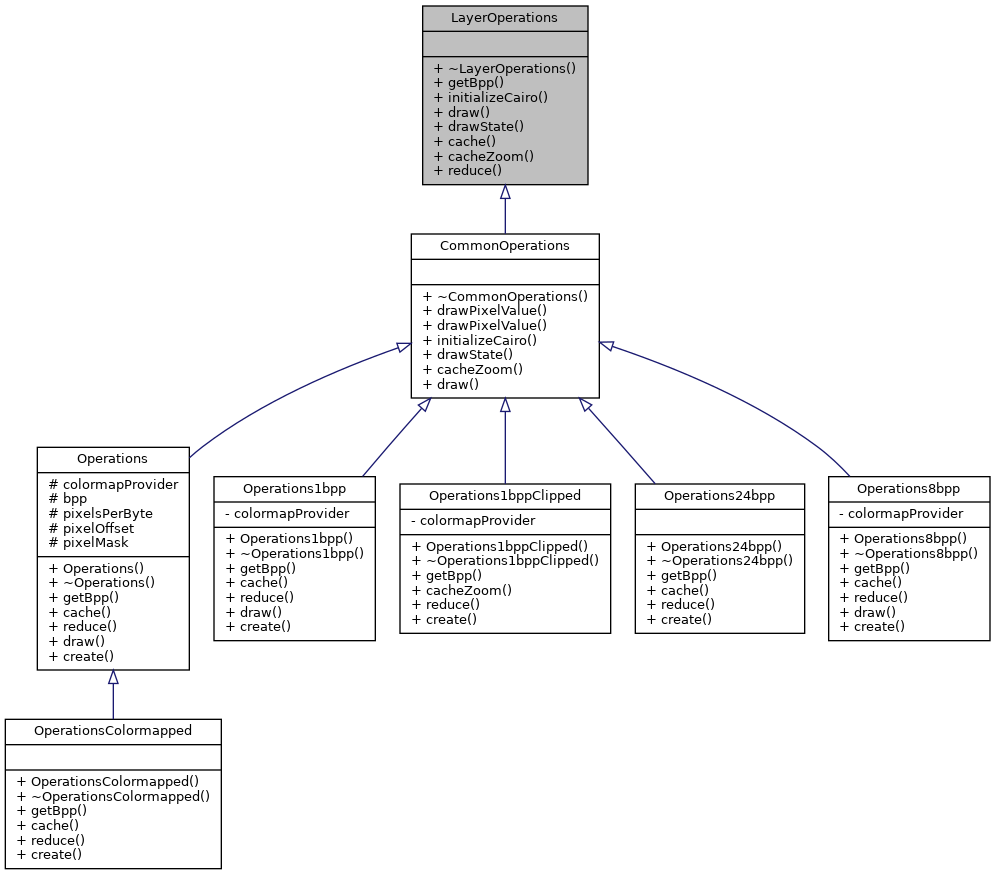 LayerOperations
+ ~LayerOperations()
+ getBpp()
+ initializeCairo()
+ draw()
+ drawState()
+ cache()
+ cacheZoom()
+ reduce()
CommonOperations
+ ~CommonOperations()
+ drawPixelValue()
+ drawPixelValue()
+ initializeCairo()
+ drawState()
+ cacheZoom()
+ draw()
Operations
# colormapProvider
# bpp
# pixelsPerByte
# pixelOffset
# pixelMask
+ Operations()
+ ~Operations()
+ getBpp()
+ cache()
+ reduce()
+ draw()
+ create()
Operations1bpp
- colormapProvider
+ Operations1bpp()
+ ~Operations1bpp()
+ getBpp()
+ cache()
+ reduce()
+ draw()
+ create()
Operations1bppClipped
- colormapProvider
+ Operations1bppClipped()
+ ~Operations1bppClipped()
+ getBpp()
+ cacheZoom()
+ reduce()
+ create()
Operations24bpp
+ Operations24bpp()
+ ~Operations24bpp()
+ getBpp()
+ cache()
+ reduce()
+ create()
Operations8bpp
- colormapProvider
+ Operations8bpp()
+ ~Operations8bpp()
+ getBpp()
+ cache()
+ reduce()
+ draw()
+ create()
OperationsColormapped
+ OperationsColormapped()
+ ~OperationsColormapped()
+ getBpp()
+ cache()
+ reduce()
+ create()